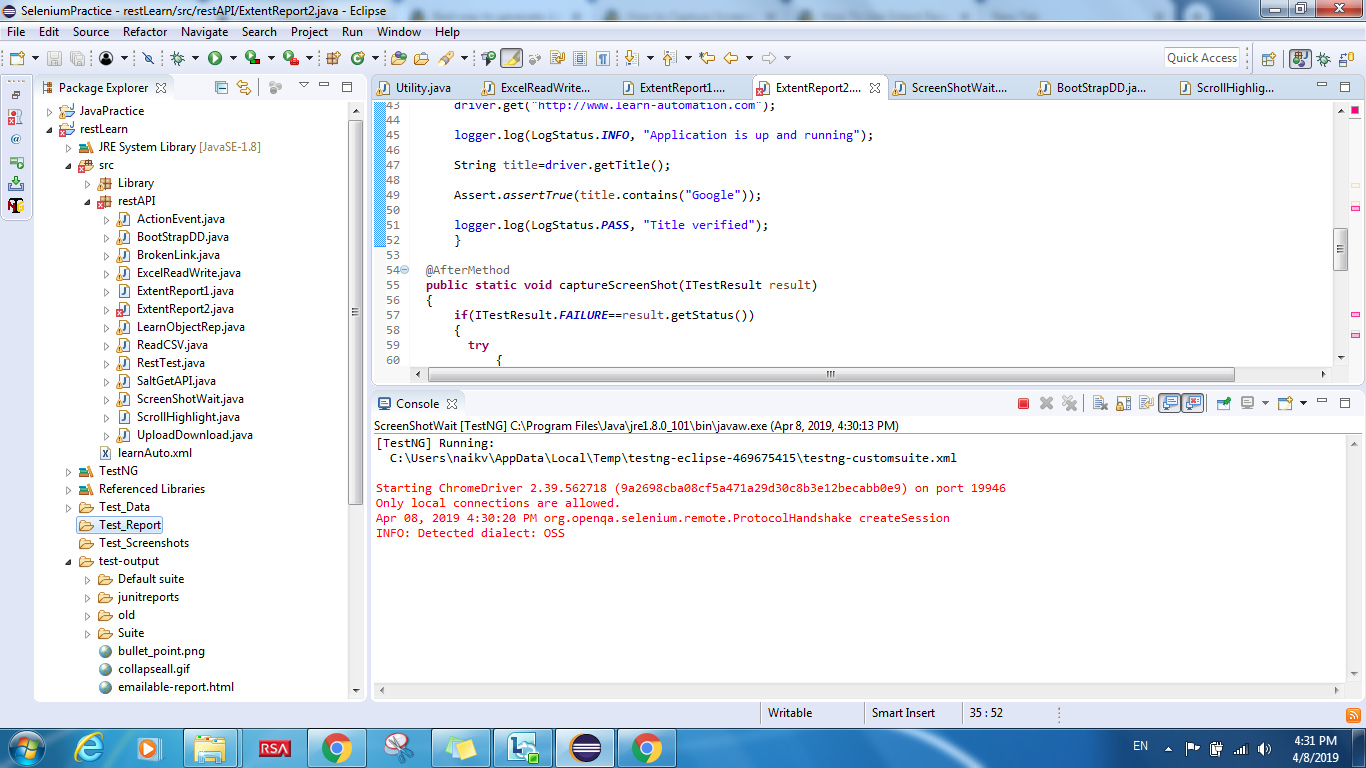 SeleniumPractice - restLearn/src/restAPI/ExtentReport2.java - Eclipse
File Edit Source Refactor Navigate Search Project Run Window Help
Quick Access
Package Explorer
JavaPractice
restLearn
JRE System Library [JavaSE-1.8]
src
Library
restAPI
ActionEvent.java
BootStrapDD.java
BrokenLink.java
ExcelReadWrite.java
ExtentReport1.java
ExtentReport2.java
LearnObjectRep.java
ReadCSV.java
RestTest.java
SaltGetAPI.java
ScreenShotWait.java
ScrollHighlight.java
UploadDownload.java
learnAuto.xml
TestNG
Referenced Libraries
Test_Data
Test_Report
Test_Screenshots
test-output
Default suite
junitreports
old
Suite
bullet_point.png
collapseall.gif
emailable-report.html
Utility.java ExcelReadWrite... ExtentReport1.... ExtentReport2.... ScreenShotWait.... BootStrapDD.ja... ScrollHighlig...
43 driver.get("http://www.learn-automation.com");
44
45 logger.log(LogStatus.INFO, "Application is up and running");
46
47 String title=driver.getTitle();
48
49 Assert.assertTrue(title.contains("Google"));
50
51 logger.log(LogStatus.PASS, "Title verified");
52 }
53
54 @AfterMethod
55 public static void captureScreenShot(ITestResult result)
56 {
57 if(ITestResult.FAILURE==result.getStatus())
58 {
59 try
60 {
Console
ScreenShotWait [TestNG] C:\Program Files\Java\jre1.8.0_101\bin\javaw.exe (Apr 8, 2019, 4:30:13 PM)
[TestNG] Running:
C:\Users\naikv\AppData\Local\Temp\testng-eclipse-469675415\testng-customsuite.xml
Starting ChromeDriver 2.39.562718 (9a2698cba08cf5a471a29d30c8b3e12becabb0e9) on port 19946
Only local connections are allowed.
Apr 08, 2019 4:30:20 PM org.openqa.selenium.remote.ProtocolHandshake createSession
INFO: Detected dialect: OSS
Writable Smart Insert 35 : 52
RSA
EN
4:31 PM
4/8/2019